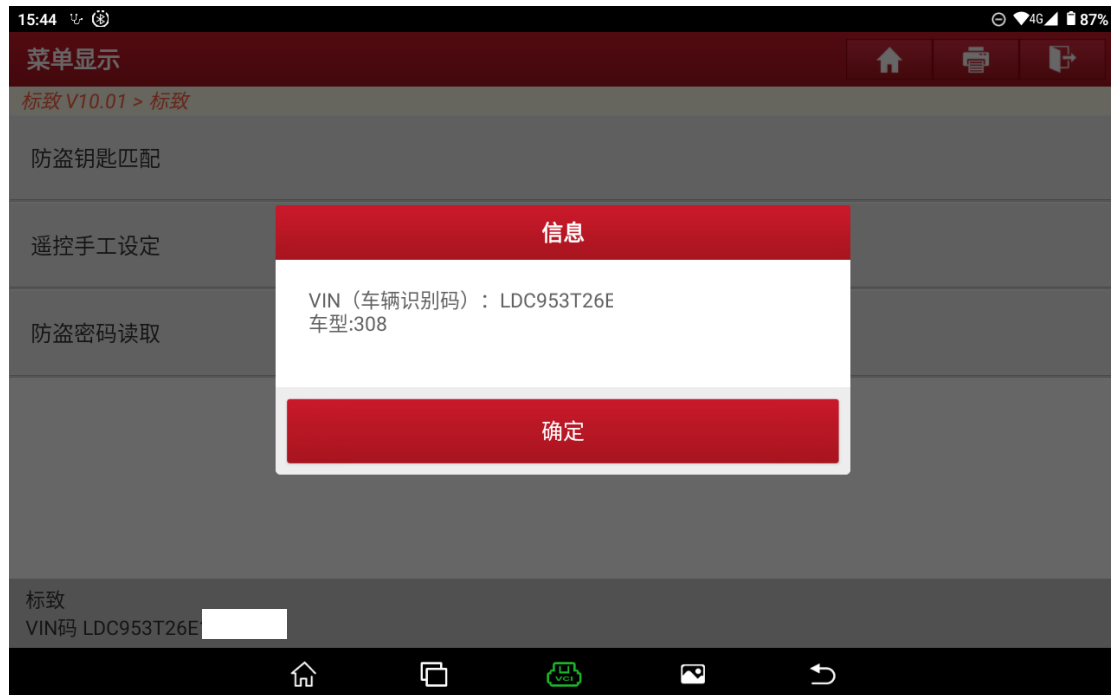 15:44
4G 87%
菜单显示
标致 V10.01 > 标致
防盗钥匙匹配
遥控手工设定
防盗密码读取
信息
VIN（车辆识别码）：LDC953T26E
车型:308
确定
标致
VIN码 LDC953T26E
VCI